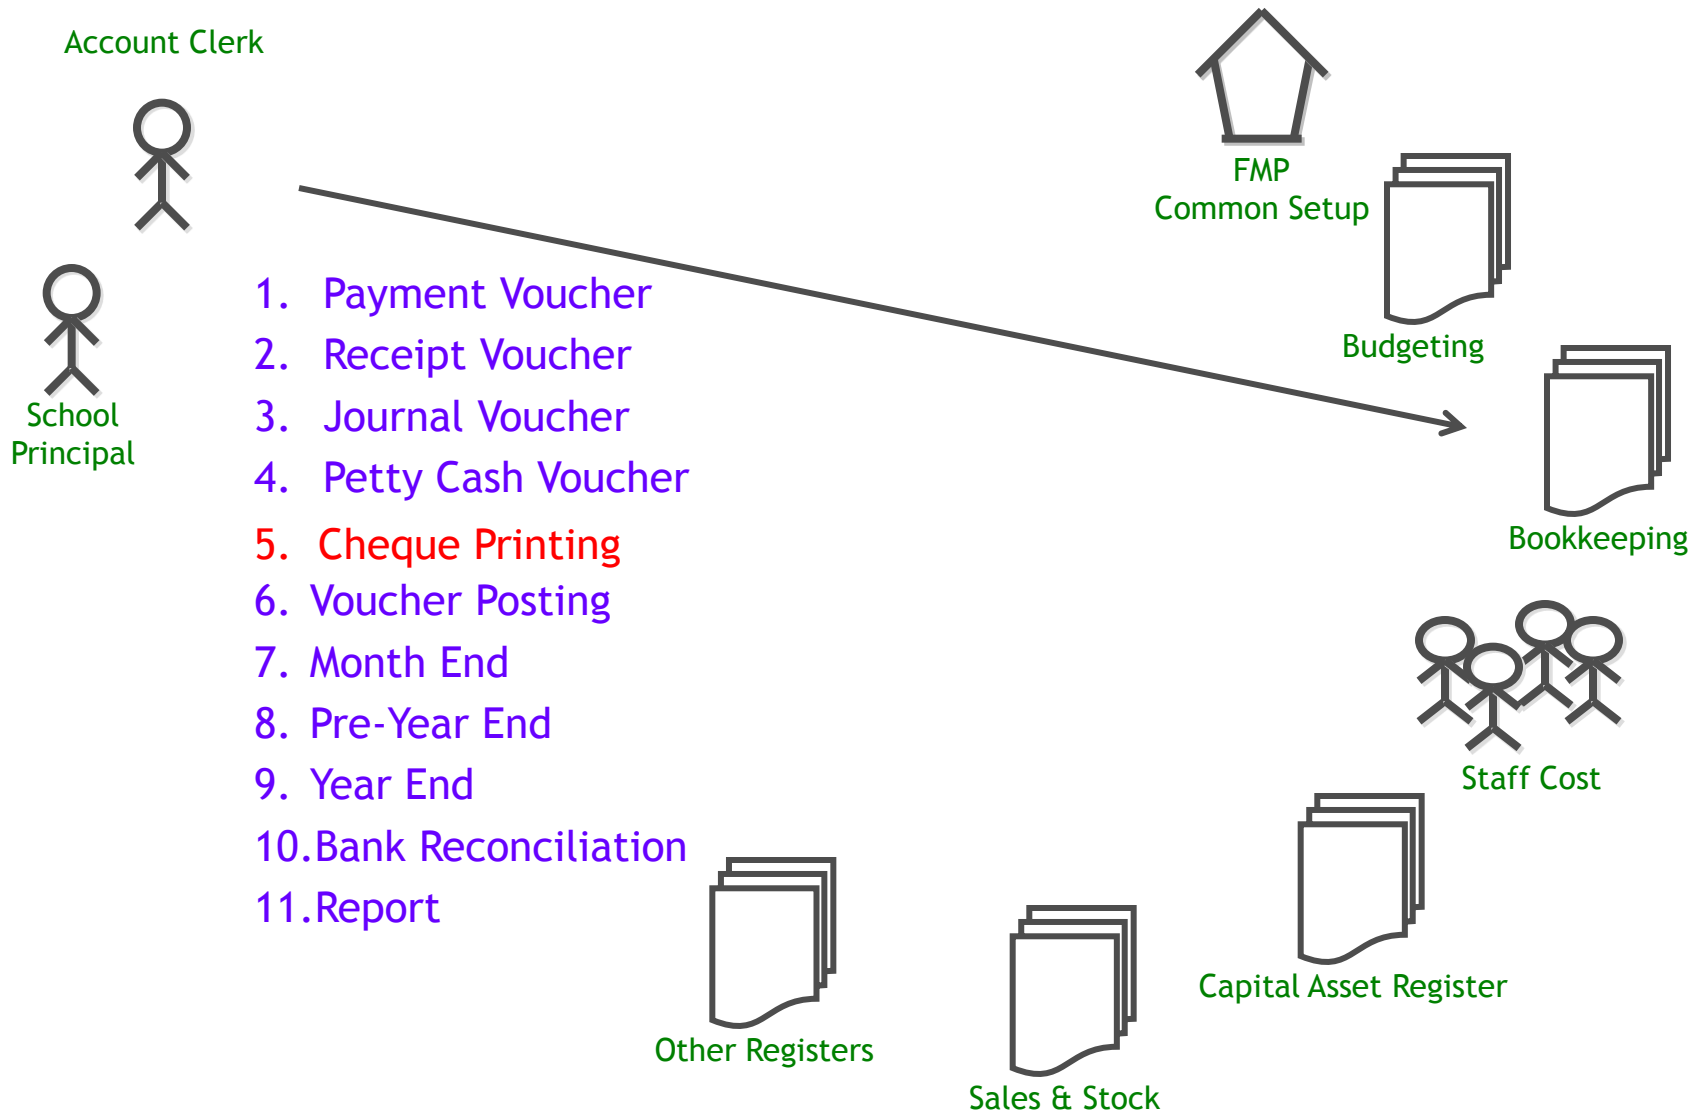 Account Clerk
FMP
Common Setup
Budgeting
1. Payment Voucher
2. Receipt Voucher
3. Journal Voucher
4. Petty Cash Voucher
5. Cheque Printing
6. Voucher Posting
7. Month End
8. Pre-Year End
9. Year End
10.Bank Reconciliation
11.Report
School
Principal
Bookkeeping
Staff Cost
Capital Asset Register
Other Registers
Sales & Stock